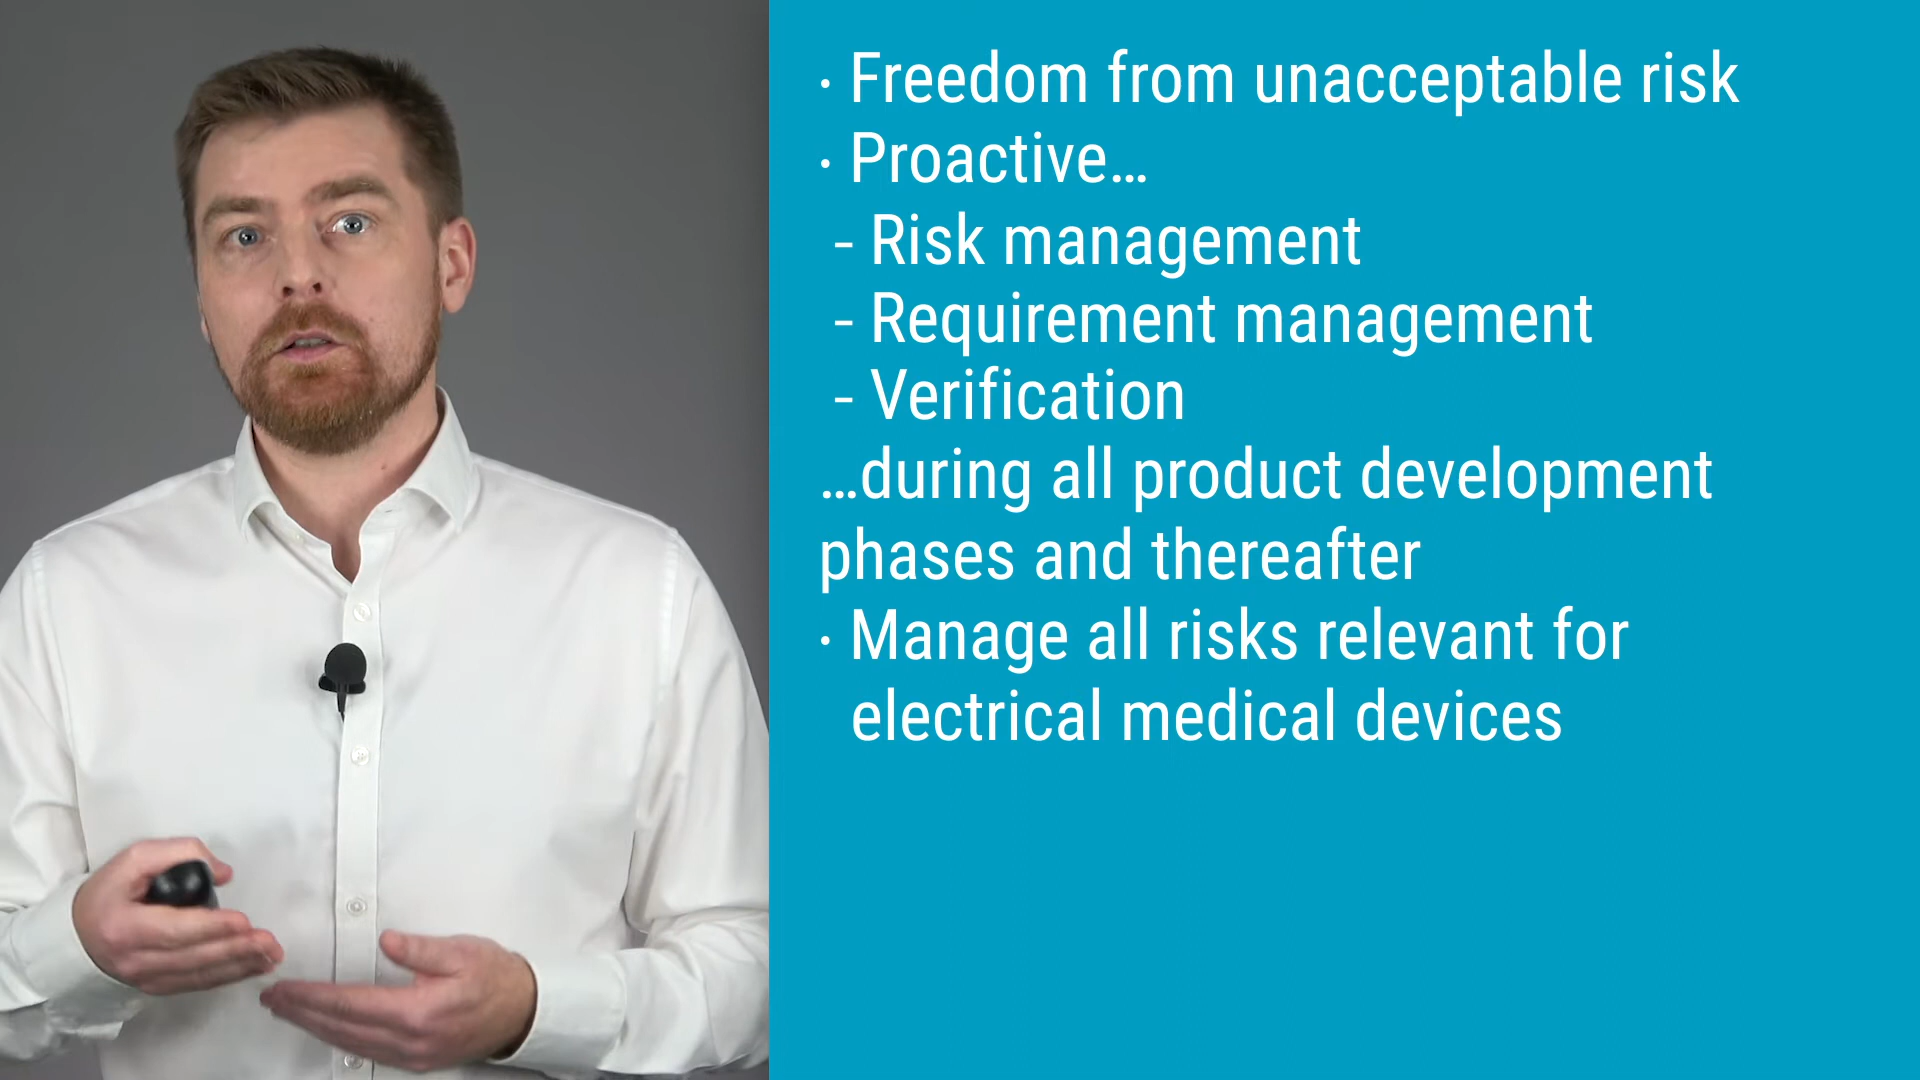 · Freedom from unacceptable risk
· Proactive…
- Risk management
- Requirement management
- Verification
…during all product development
phases and thereafter
· Manage all risks relevant for
electrical medical devices